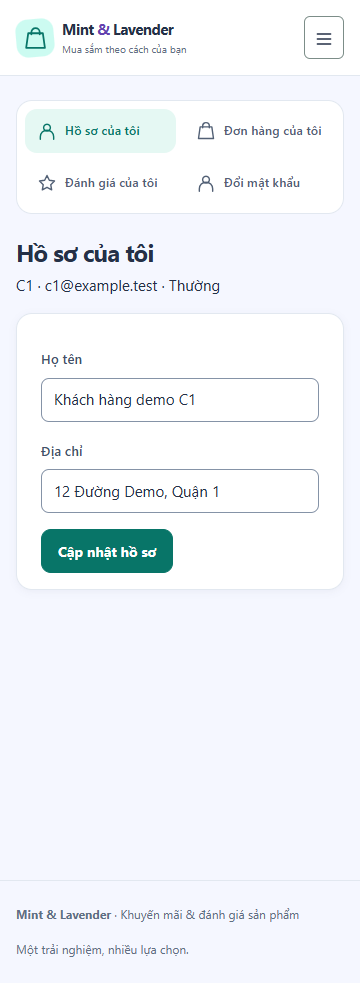 Mint & Lavender
Mua sắm theo cách của bạn
Hồ sơ của tôi
Đơn hàng của tôi
Đánh giá của tôi
Đổi mật khẩu
Hồ sơ của tôi
C1 · c1@example.test · Thường
Họ tên
Khách hàng demo C1
Địa chỉ
12 Đường Demo, Quận 1
Cập nhật hồ sơ
Mint & Lavender · Khuyến mãi & đánh giá sản phẩm
Một trải nghiệm, nhiều lựa chọn.